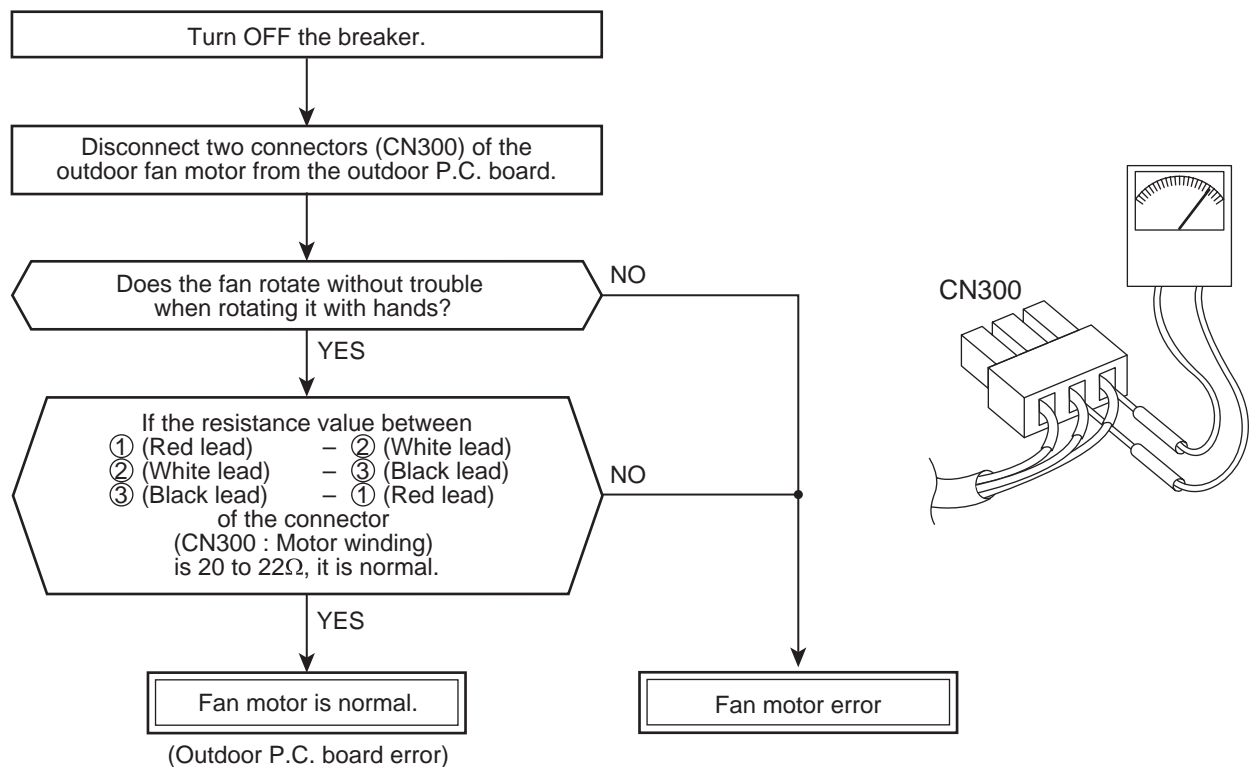 Turn OFF the breaker.
Disconnect two connectors (CN300) of the
outdoor fan motor from the outdoor P.C. board.
Does the fan rotate without trouble
when rotating it with hands?
NO
YES
If the resistance value between
① (Red lead) – ② (White lead)
② (White lead) – ③ (Black lead)
③ (Black lead) – ① (Red lead)
of the connector
(CN300 : Motor winding)
is 20 to 22Ω, it is normal.
NO
YES
Fan motor is normal.
(Outdoor P.C. board error)
Fan motor error
CN300